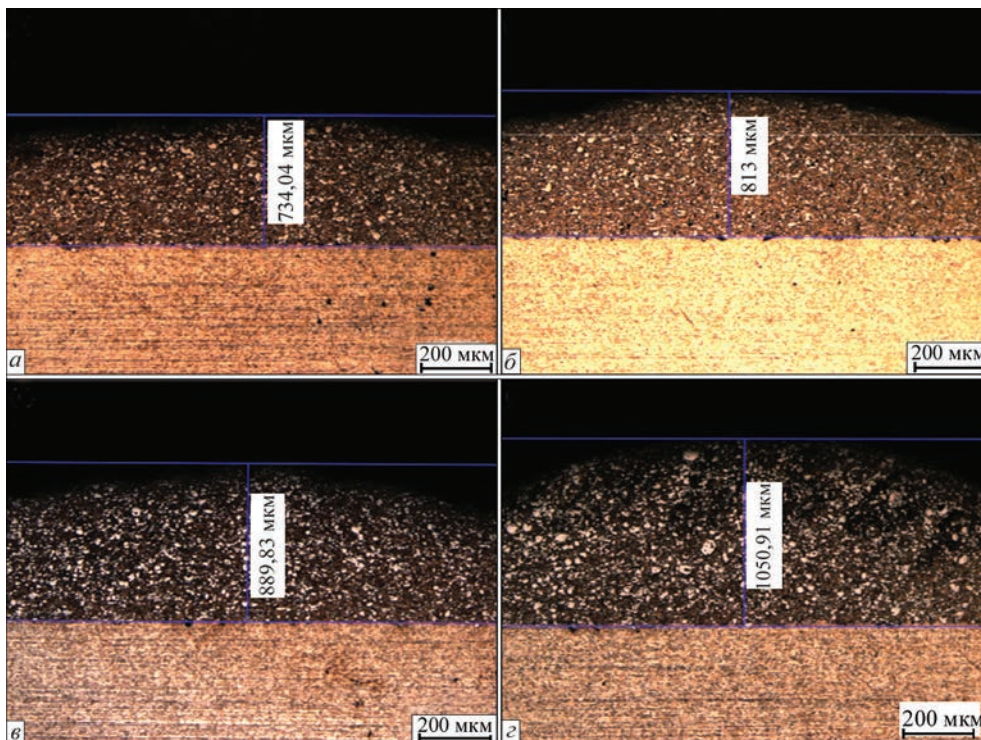 734,04 мкм
а
200 мкм
813 мкм
б
200 мкм
889,83 мкм
в
200 мкм
1050,91 мкм
г
200 мкм